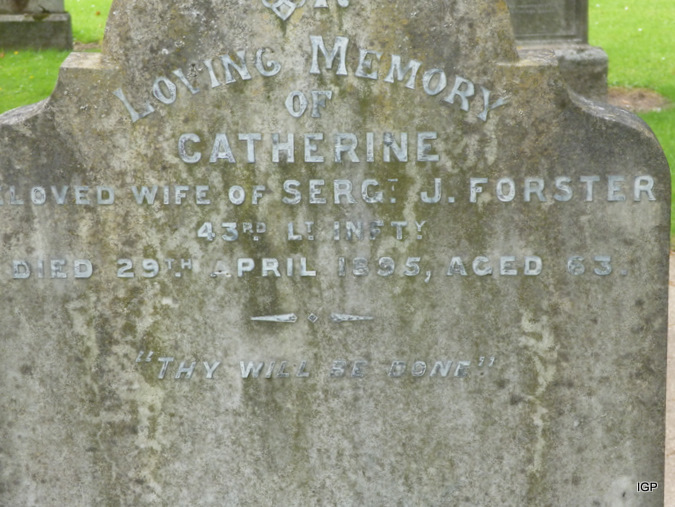 Loving Memory
OF
CATHERINE
LOVED WIFE OF SERGT. J. FORSTER
43RD LT INFTY
DIED 29TH APRIL 1895, AGED 63.
"THY WILL BE DONE"
IGP